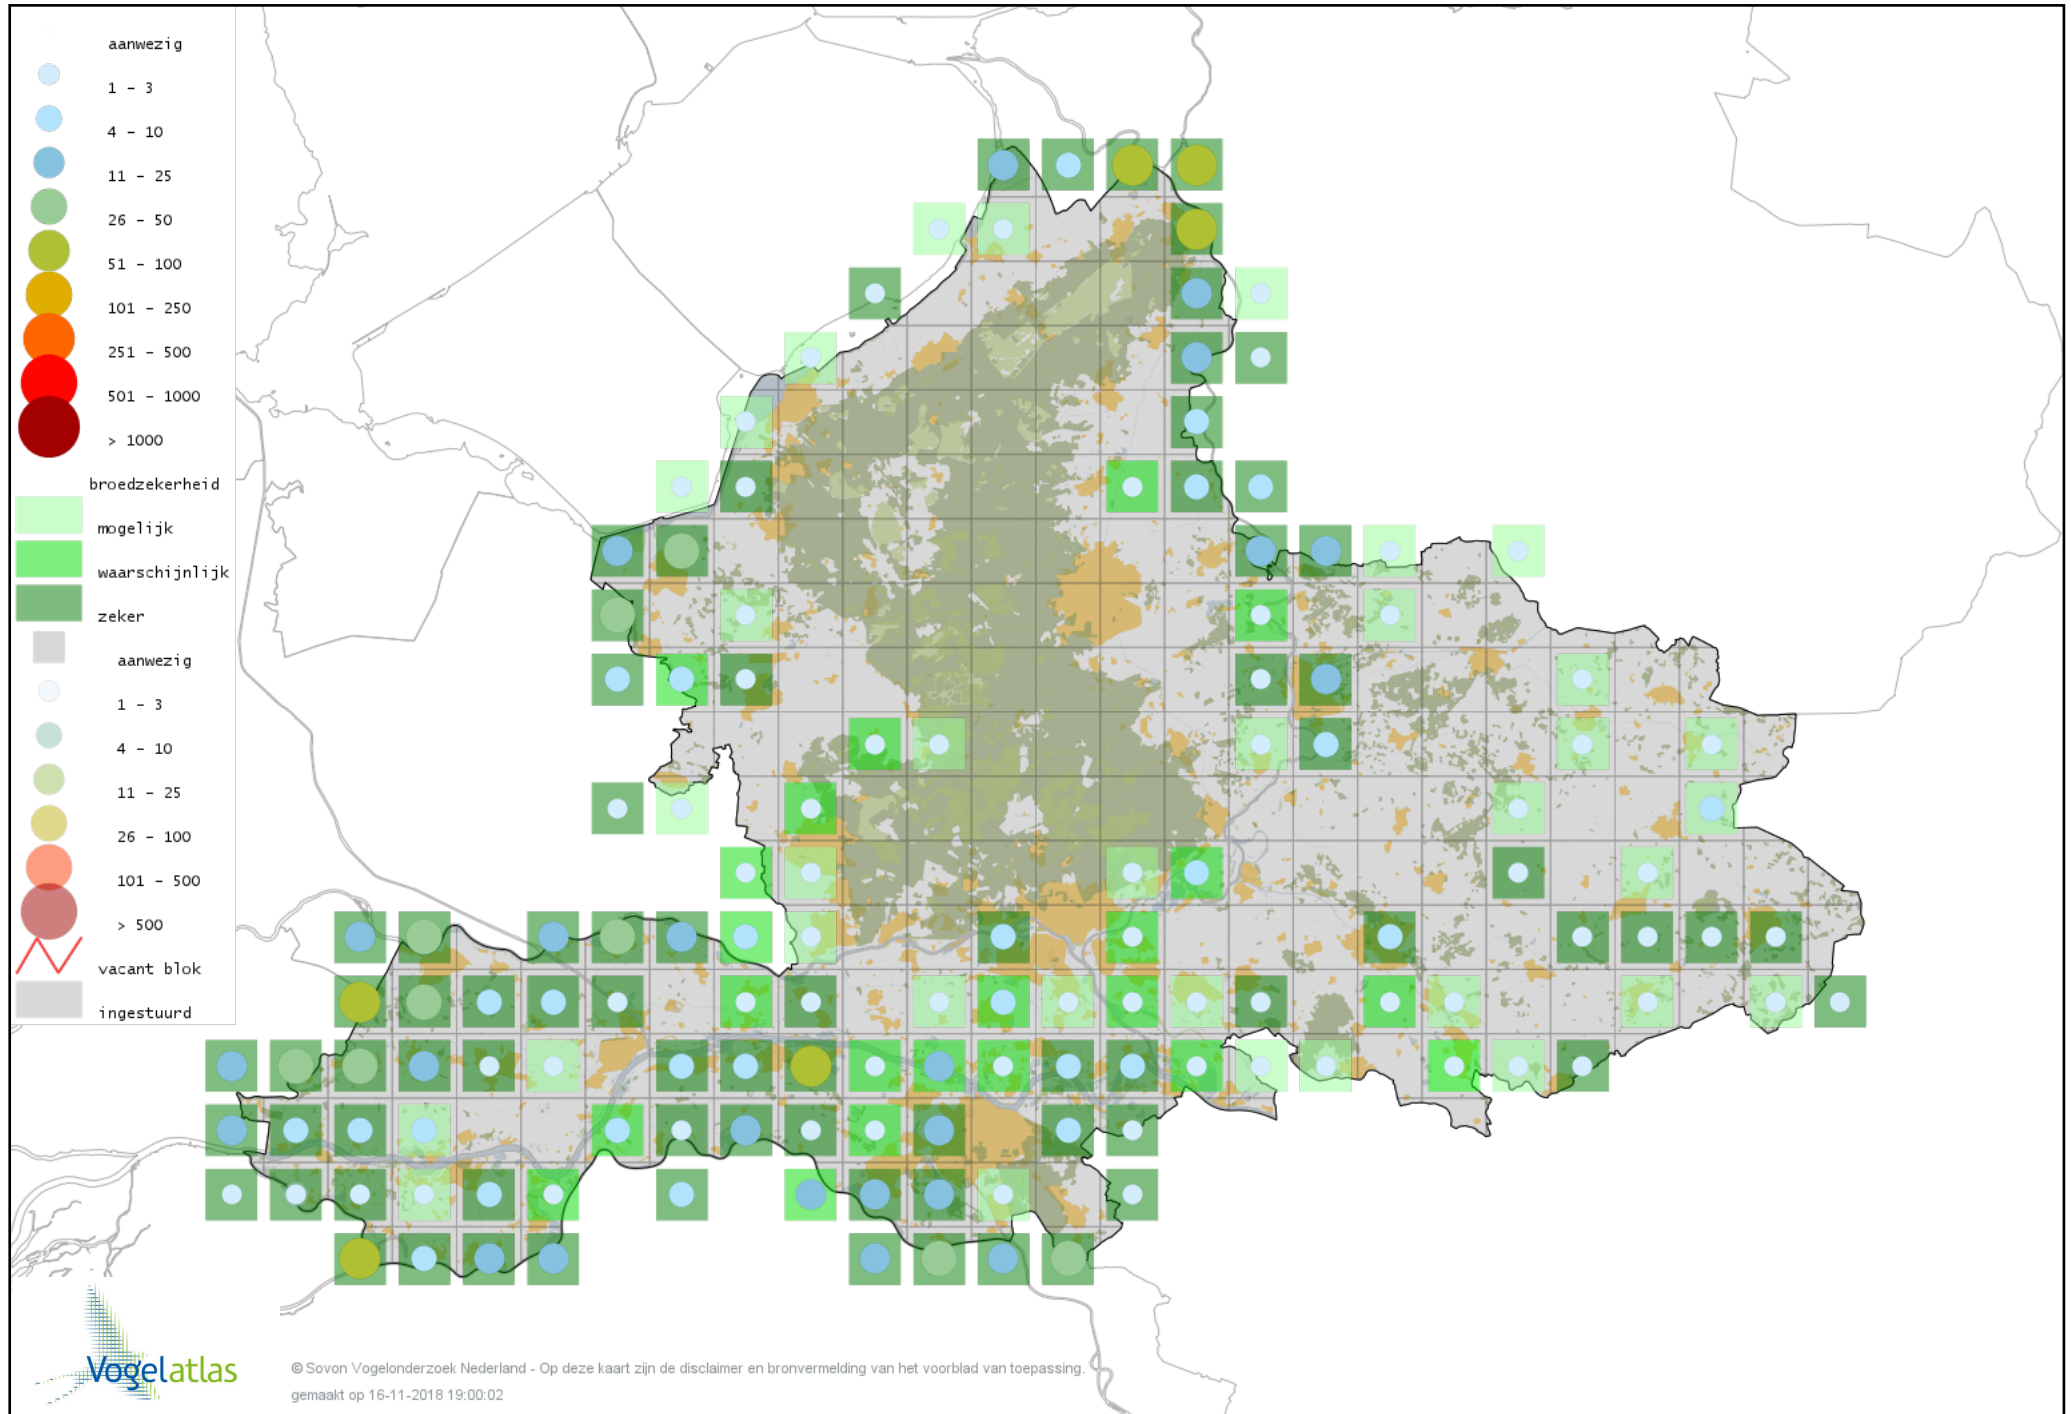 aanwezig
1 - 3
4 - 10
11 - 25
26 - 50
51 - 100
101 - 250
251 - 500
501 - 1000
> 1000
broedzekerheid
mogelijk
waarschijnlijk
zeker
aanwezig
1 - 3
4 - 10
11 - 25
26 - 100
101 - 500
> 500
vacant blok
ingestuurd
Vogelatlas
© Sovon Vogelonderzoek Nederland - Op deze kaart zijn de disclaimer en bronvermelding van het voorblad van toepassing.
gemaakt op 16-11-2018 19:00:02